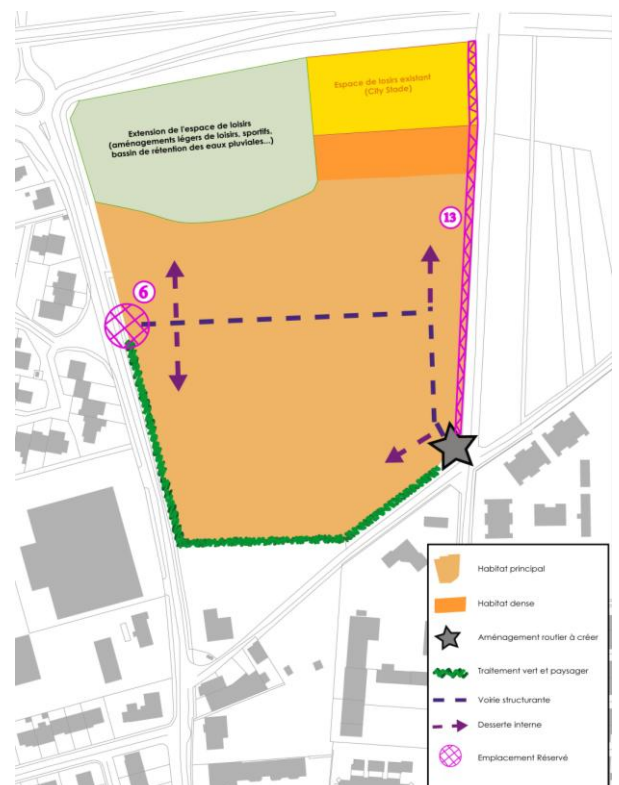 Espace de loisirs existant
(City Stade)
Extension de l'espace de loisirs
(aménagements légers de loisirs, sportifs,
bassin de rétention des eaux pluviales...)
13
6
Habitat principal
Habitat dense
Aménagement routier à créer
Traitement vert et paysager
Voirie structurante
Desserte interne
Emplacement Réservé